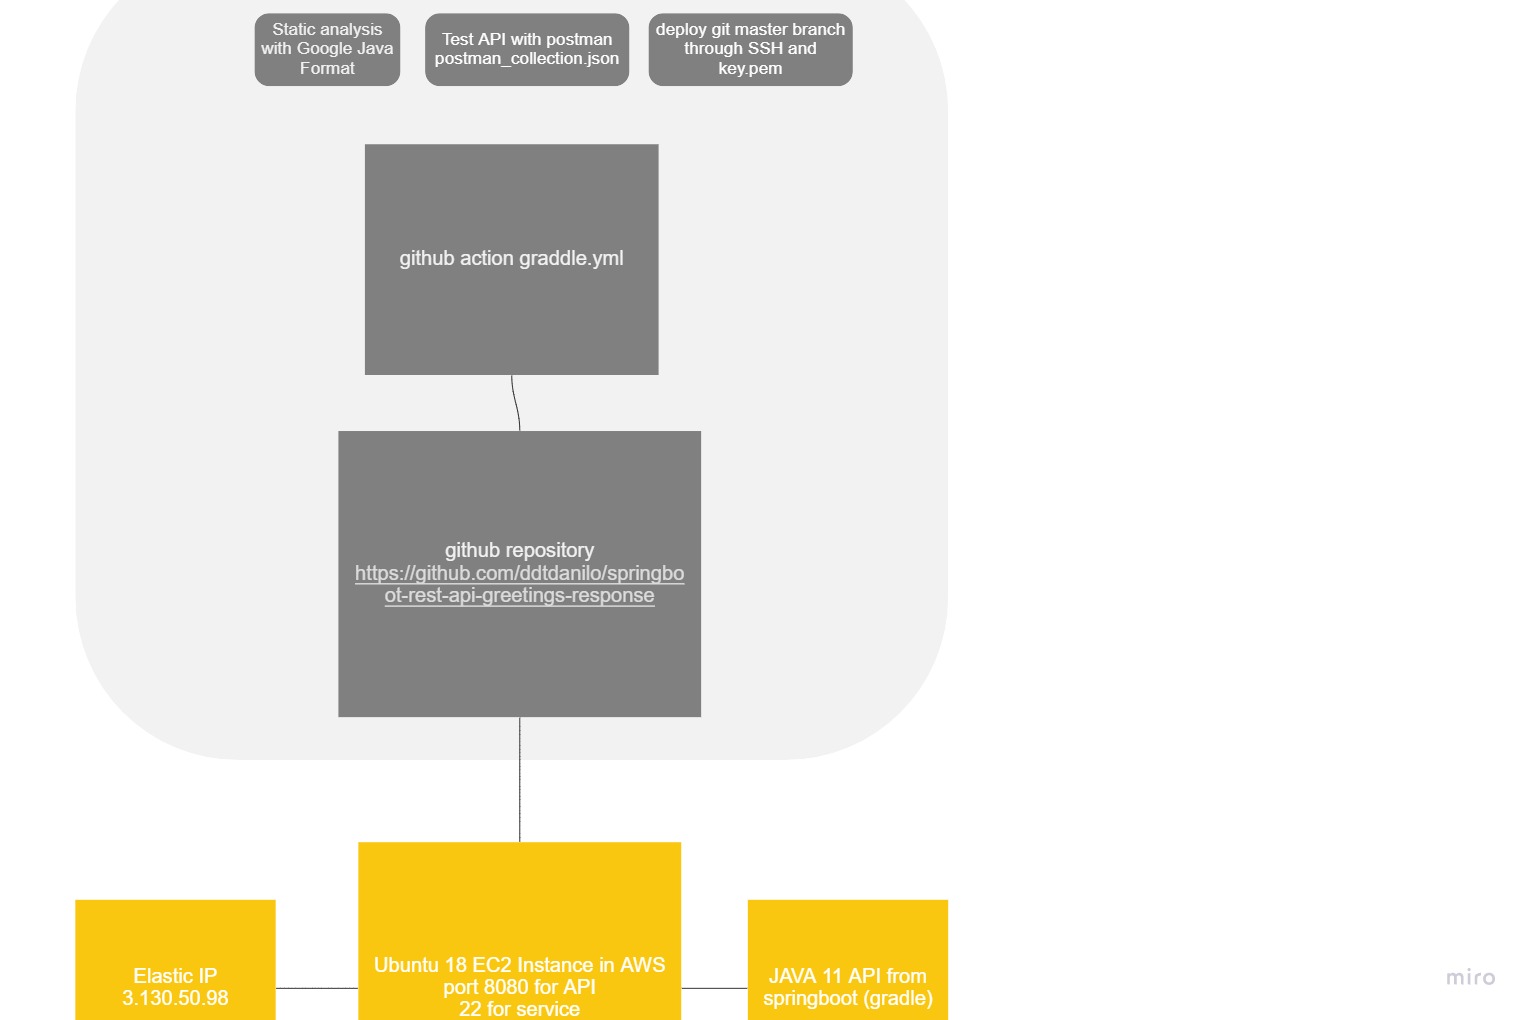 Static analysis
with Google Java
Format
Test API with postman
postman_collection.json
deploy git master branch
through SSH and
key.pem
github action graddle.yml
github repository
https://github.com/ddtdanilo/springbo
ot-rest-api-greetings-response
Elastic IP
3.130.50.98
Ubuntu 18 EC2 Instance in AWS
port 8080 for API
22 for service
JAVA 11 API from
springboot (gradle)
miro